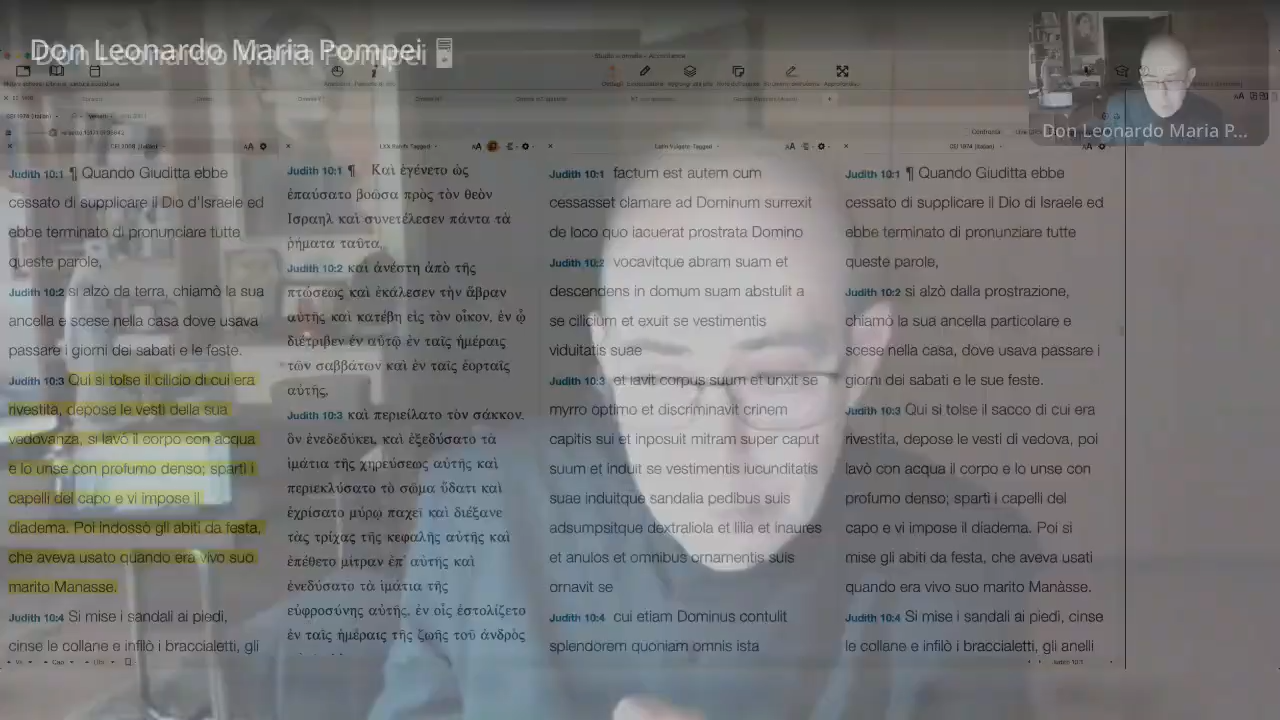 Don Leonardo Maria Pompei
Don Leonardo Maria P...
Judith 10:1 ¶ Quando Giuditta ebbe
cessato di supplicare il Dio d'Israele ed
ebbe terminato di pronunciare tutte
queste parole,
Judith 10:2 si alzò da terra, chiamò la sua
ancella e scese nella casa dove usava
passare i giorni dei sabati e le feste.
Judith 10:3 Qui si tolse il cilicio di cui era
rivestita, depose le vesti della sua
vedovanza, si lavò il corpo con acqua
e lo unse con profumo denso; spartì i
capelli del capo e vi impose il
diadema. Poi indossò gli abiti da festa,
che aveva usato quando era vivo suo
marito Manasse.
Judith 10:4 Si mise i sandali ai piedi,
cinse le collane e infilò i braccialetti, gli
Judith 10:1 ¶ Καὶ ἐγένετο ὡς
ἐπαύσατο βοῶσα πρὸς τὸν θεὸν
Ισραηλ καὶ συνετέλεσεν πάντα τὰ
ῥήματα ταῦτα,
Judith 10:2 καὶ ἀνέστη ἀπὸ τῆς
πτώσεως καὶ ἐκάλεσεν τὴν ἅβραν
αὐτῆς καὶ κατέβη εἰς τὸν οἶκον, ἐν ᾧ
διέτριβεν ἐν αὐτῷ ἐν ταῖς ἡμέραις
τῶν σαββάτων καὶ ἐν ταῖς ἑορταῖς
αὐτῆς,
Judith 10:3 καὶ περιείλατο τὸν σάκκον,
ὃν ἐνεδεδύκει, καὶ ἐξεδύσατο τὰ
ἱμάτια τῆς χηρεύσεως αὐτῆς καὶ
περιεκλύσατο τὸ σῶμα ὕδατι καὶ
ἐχρίσατο μύρῳ παχεῖ καὶ διέξανε
τὰς τρίχας τῆς κεφαλῆς αὐτῆς καὶ
ἐπέθετο μίτραν ἐπ᾽ αὐτῆς καὶ
ἐνεδύσατο τὰ ἱμάτια τῆς
εὐφροσύνης αὐτῆς, ἐν οἷς ἐστολίζετο
ἐν ταῖς ἡμέραις τῆς ζωῆς τοῦ ἀνδρὸς
Judith 10:1 factum est autem cum
cessasset clamare ad Dominum surrexit
de loco quo iacuerat prostrata Domino
Judith 10:2 vocavitque abram suam et
descendens in domum suam abstulit a
se cilicium et exuit se vestimentis
viduitatis suae
Judith 10:3 et lavit corpus suum et unxit se
myrro optimo et discriminavit crinem
capitis sui et inposuit mitram super caput
suum et induit se vestimentis iucunditatis
suae induitque sandalia pedibus suis
adsumpsitque dextraliola et lilia et inaures
et anulos et omnibus ornamentis suis
ornavit se
Judith 10:4 cui etiam Dominus contulit
splendorem quoniam omnis ista
Judith 10:1 ¶ Quando Giuditta ebbe
cessato di supplicare il Dio di Israele ed
ebbe terminato di pronunziare tutte
queste parole,
Judith 10:2 si alzò dalla prostrazione,
chiamò la sua ancella particolare e
scese nella casa, dove usava passare i
giorni dei sabati e le sue feste.
Judith 10:3 Qui si tolse il sacco di cui era
rivestita, depose le vesti di vedova, poi
lavò con acqua il corpo e lo unse con
profumo denso; spartì i capelli del
capo e vi impose il diadema. Poi si
mise gli abiti da festa, che aveva usati
quando era vivo suo marito Manàsse.
Judith 10:4 Si mise i sandali ai piedi, cinse
le collane e infilò i braccialetti, gli anelli